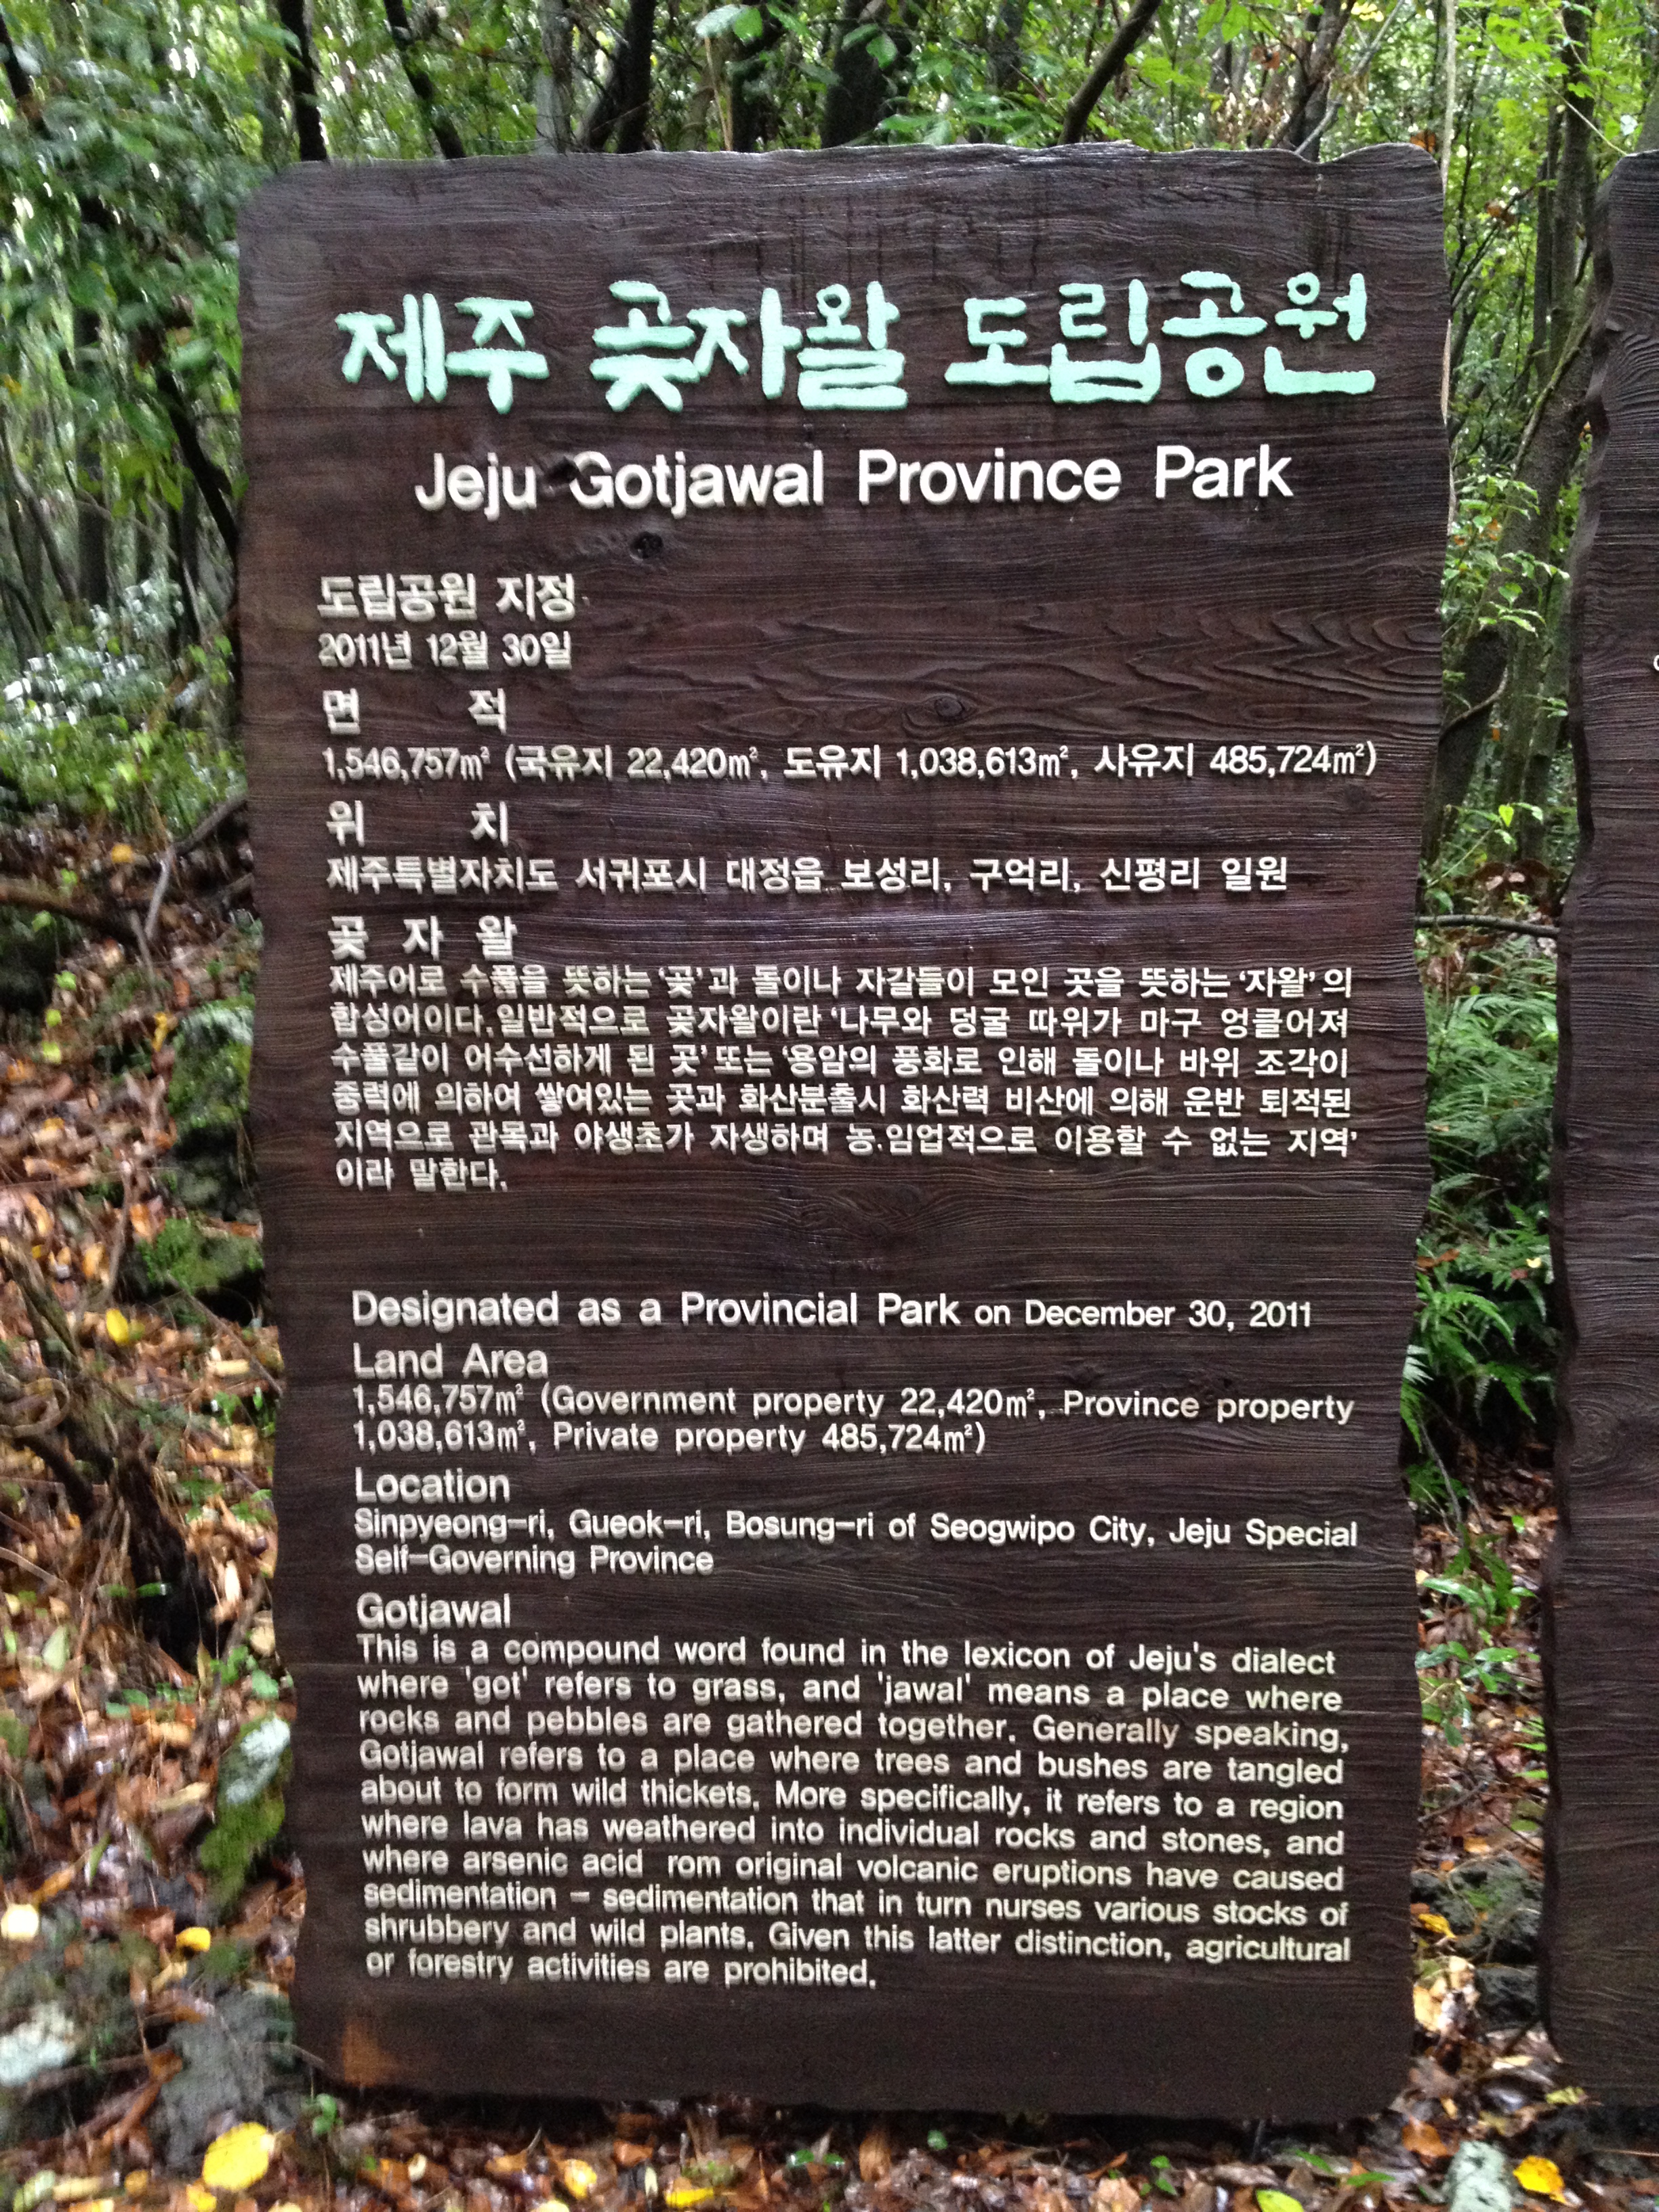 제주 곶자왈 도립공원
Jeju Gotjawal Province Park
도립공원 지정
2011년 12월 30일
면 적
1,546,757㎡ (국유지 22,420㎡, 도유지 1,038,613㎡, 사유지 485,724㎡)
위 치
제주특별자치도 서귀포시 대정읍 보성리, 구억리, 신평리 일원
곶 자 왈
제주어로 수풀을 뜻하는 ‘곶’ 과 돌이나 자갈들이 모인 곳을 뜻하는 ‘자왈’ 의
합성어이다.일반적으로 곶자왈이란 ‘나무와 덩굴 따위가 마구 엉클어져
수풀같이 어수선하게 된 곳’ 또는 ‘용암의 풍화로 인해 돌이나 바위 조각이
중력에 의하여 쌓여있는 곳과 화산분출시 화산력 비산에 의해 운반 퇴적된
지역으로 관목과 야생초가 자생하며 농.임업적으로 이용할 수 없는 지역’
이라 말한다.
Designated as a Provincial Park on December 30, 2011
Land Area
1,546,757㎡ (Government property 22,420㎡, Province property
1,038,613㎡, Private property 485,724㎡)
Location
Sinpyeong-ri, Gueok-ri, Bosung-ri of Seogwipo City, Jeju Special
Self-Governing Province
Gotjawal
This is a compound word found in the lexicon of Jeju's dialect
where 'got' refers to grass, and 'jawal' means a place where
rocks and pebbles are gathered together. Generally speaking,
Gotjawal refers to a place where trees and bushes are tangled
about to form wild thickets. More specifically, it refers to a region
where lava has weathered into individual rocks and stones, and
where arsenic acid rom original volcanic eruptions have caused
sedimentation - sedimentation that in turn nurses various stocks of
shrubbery and wild plants. Given this latter distinction, agricultural
or forestry activities are prohibited.